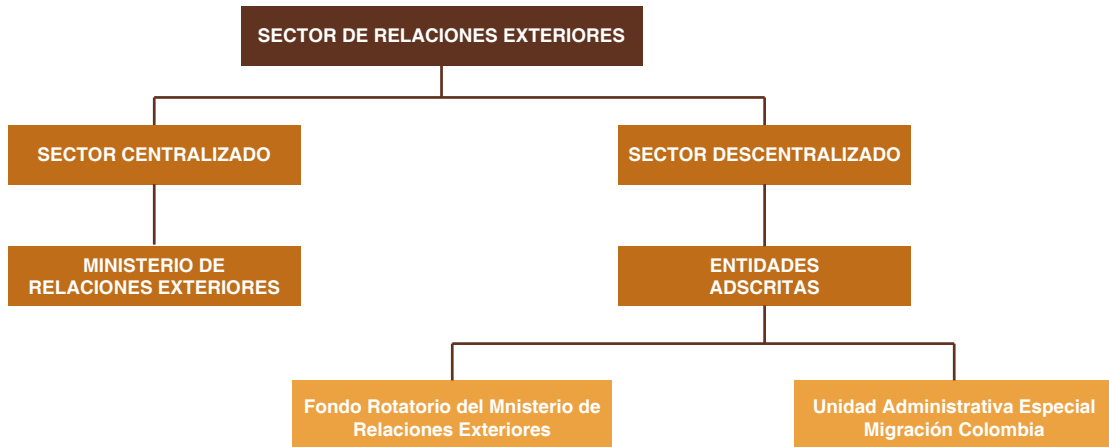 SECTOR DE RELACIONES EXTERIORES
SECTOR CENTRALIZADO
SECTOR DESCENTRALIZADO
MINISTERIO DE
RELACIONES EXTERIORES
ENTIDADES
ADSCRITAS
Fondo Rotatorio del Mnisterio de
Relaciones Exteriores
Unidad Administrativa Especial
Migración Colombia